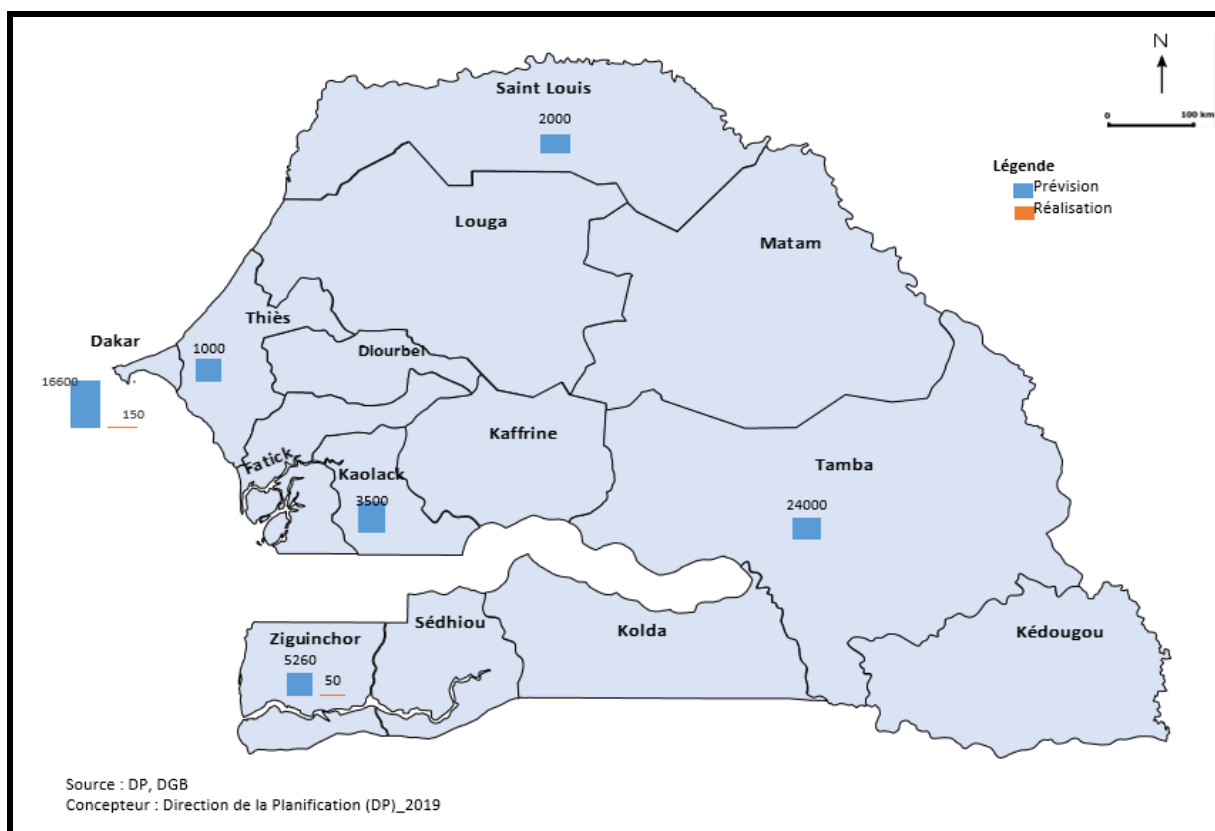 N
Saint Louis
2000
0 100 km
Légende
Prévision
Réalisation
Louga
Matam
Thiès
Dakar
1000
Diourbel
16600
150
Kaffrine
Fatick
Kaolack
3500
Tamba
24000
Sédhiou
Kolda
Kédougou
Ziguinchor
5260
50
Source : DP, DGB
Concepteur : Direction de la Planification (DP)_2019